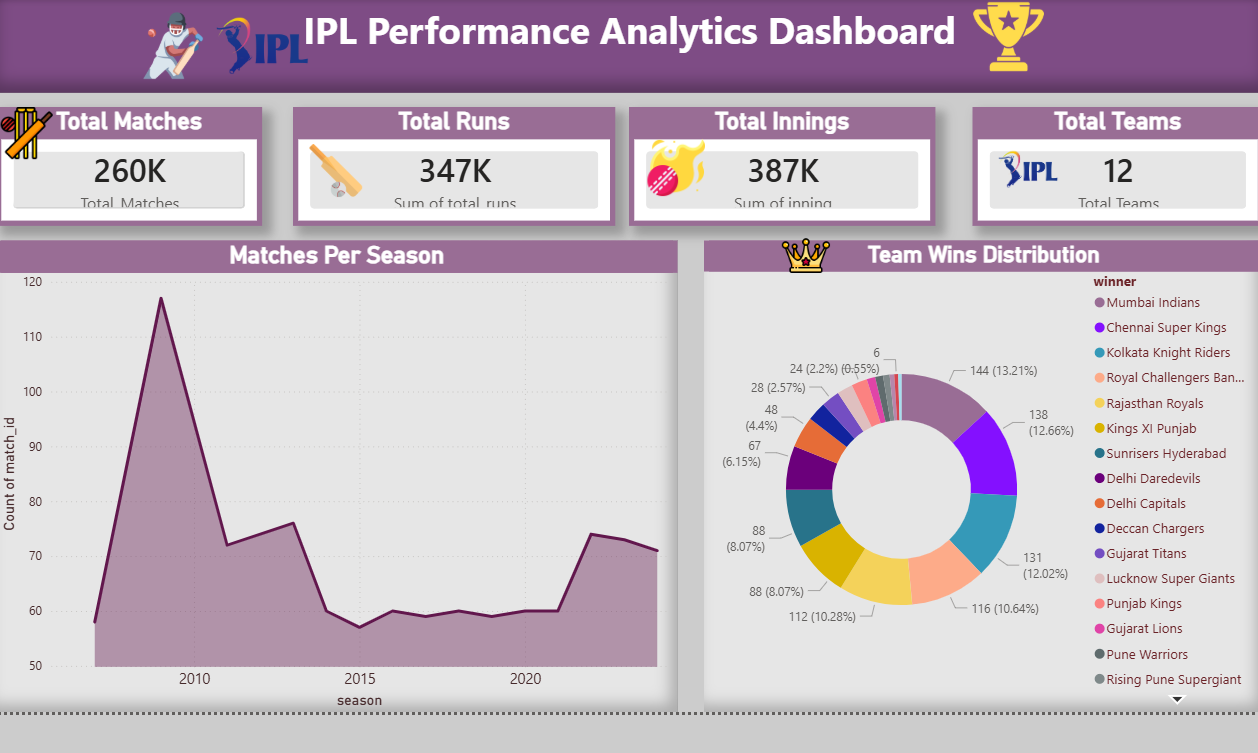 IPL
IPL Performance Analytics Dashboard
Total Matches
260K
Total Matches
Total Runs
347K
Sum of total_runs
Total Innings
387K
Sum of inning
Total Teams
IPL
12
Total Teams
Matches Per Season
Count of match_id
120
110
100
90
80
70
60
50
2010
2015
2020
season
Team Wins Distribution
144 (13.21%)
138
(12.66%)
131
(12.02%)
116 (10.64%)
112 (10.28%)
88 (8.07%)
88
(8.07%)
67
(6.15%)
48
(4.4%)
28 (2.57%)
24 (2.2%)
(0.55%)
6
winner
Mumbai Indians
Chennai Super Kings
Kolkata Knight Riders
Royal Challengers Ban...
Rajasthan Royals
Kings XI Punjab
Sunrisers Hyderabad
Delhi Daredevils
Delhi Capitals
Deccan Chargers
Gujarat Titans
Lucknow Super Giants
Punjab Kings
Gujarat Lions
Pune Warriors
Rising Pune Supergiant